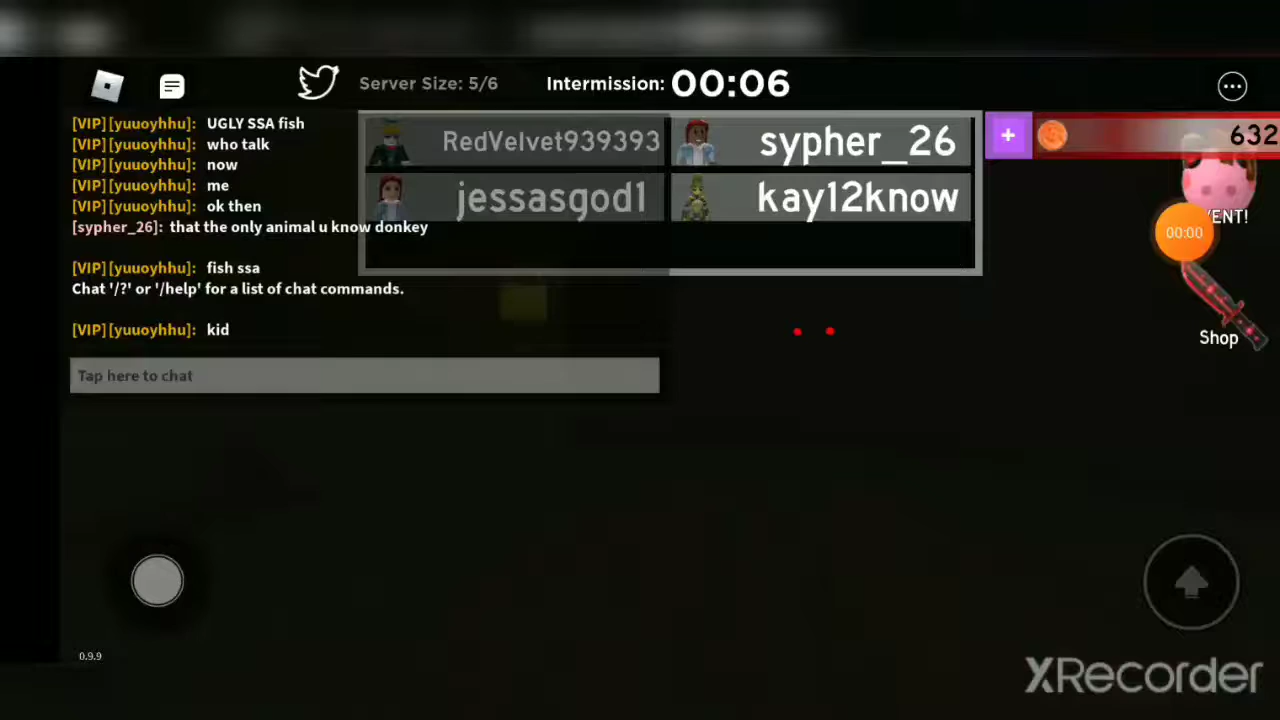 Server Size: 5/6
Intermission: 00:06
[VIP][yuuoyhhu]: UGLY SSA fish
[VIP][yuuoyhhu]: who talk
[VIP][yuuoyhhu]: now
[VIP][yuuoyhhu]: me
[VIP][yuuoyhhu]: ok then
[sypher_26]: that the only animal u know donkey
[VIP][yuuoyhhu]: fish ssa
Chat '/?' or '/help' for a list of chat commands.
[VIP][yuuoyhhu]: kid
Tap here to chat
RedVelvet939393
sypher_26
jessasgod1
kay12know
+
632
VENT!
00:00
Shop
0.9.9
XRecorder